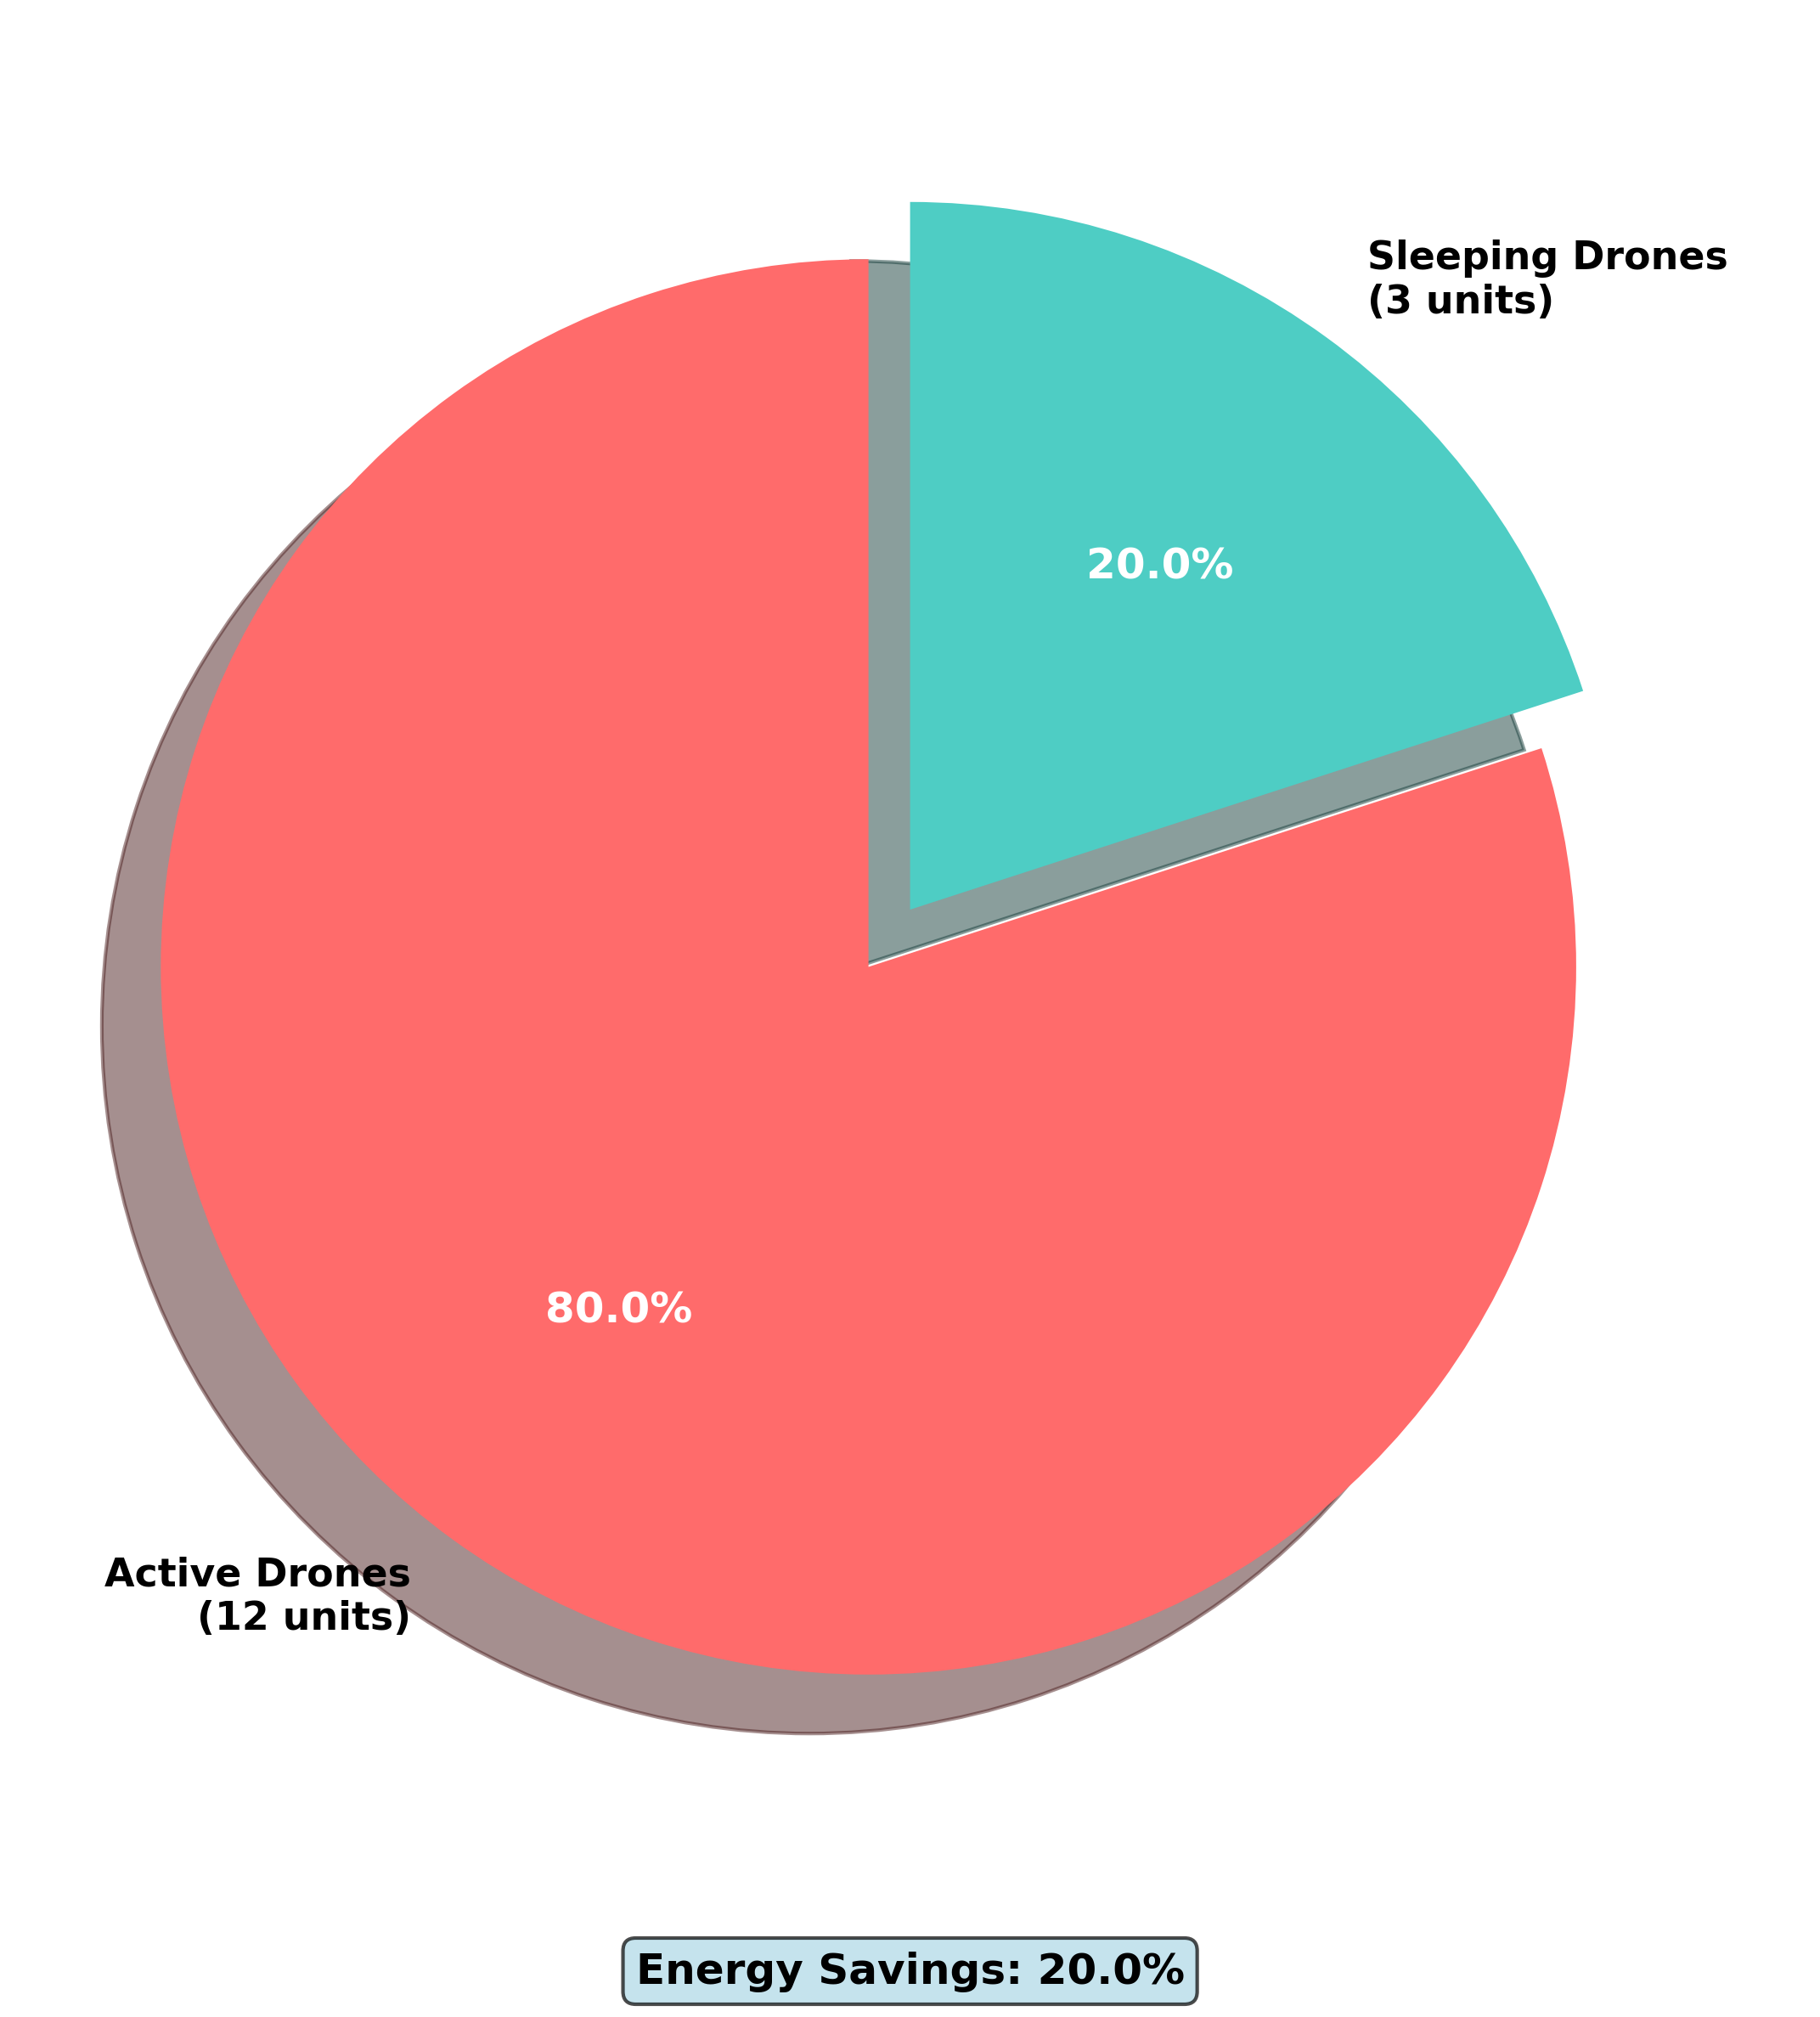 Sleeping Drones
(3 units)
20.0%
80.0%
Active Drones
(12 units)
Energy Savings: 20.0%